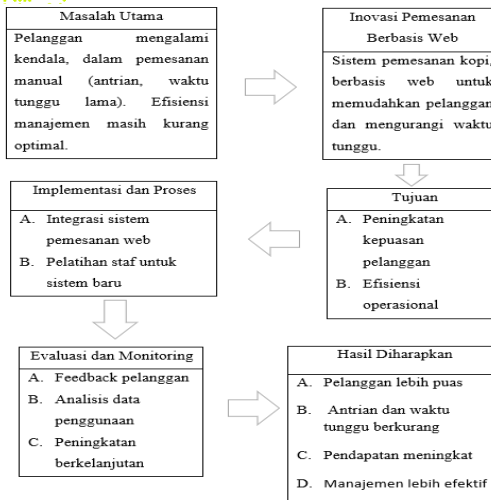 Masalah Utama
Pelanggan mengalami
kendala, dalam pemesanan
manual (antrian, waktu
tunggu lama). Efisiensi
manajemen masih kurang
optimal.
Inovasi Pemesanan
Berbasis Web
Sistem pemesanan kopi,
berbasis web untuk
memudahkan pelanggan
dan mengurangi waktu
tunggu.
Tujuan
A. Peningkatan
kepuasan
pelanggan
B. Efisiensi
operasional
Implementasi dan Proses
A. Integrasi sistem
pemesanan web
B. Pelatihan staf untuk
sistem baru
Evaluasi dan Monitoring
A. Feedback pelanggan
B. Analisis data
penggunaan
C. Peningkatan
berkelanjutan
Hasil Diharapkan
A. Pelanggan lebih puas
B. Antrian dan waktu
tunggu berkurang
C. Pendapatan meningkat
D. Manajemen lebih efektif